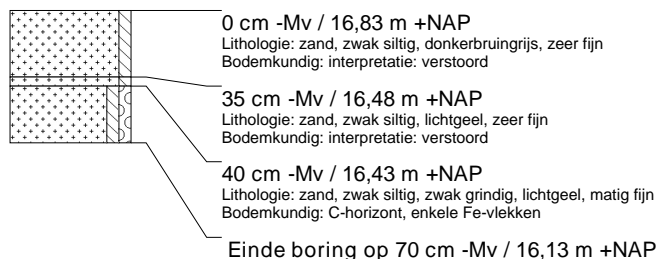 0 cm -Mv / 16,83 m +NAP
Lithologie: zand, zwak siltig, donkerbruingrijs, zeer fijn
Bodemkundig: interpretatie: verstoord
35 cm -Mv / 16,48 m +NAP
Lithologie: zand, zwak siltig, lichtgeel, zeer fijn
Bodemkundig: interpretatie: verstoord
40 cm -Mv / 16,43 m +NAP
Lithologie: zand, zwak siltig, zwak grindig, lichtgeel, matig fijn
Bodemkundig: C-horizont, enkele Fe-vlekken
Einde boring op 70 cm -Mv / 16,13 m +NAP